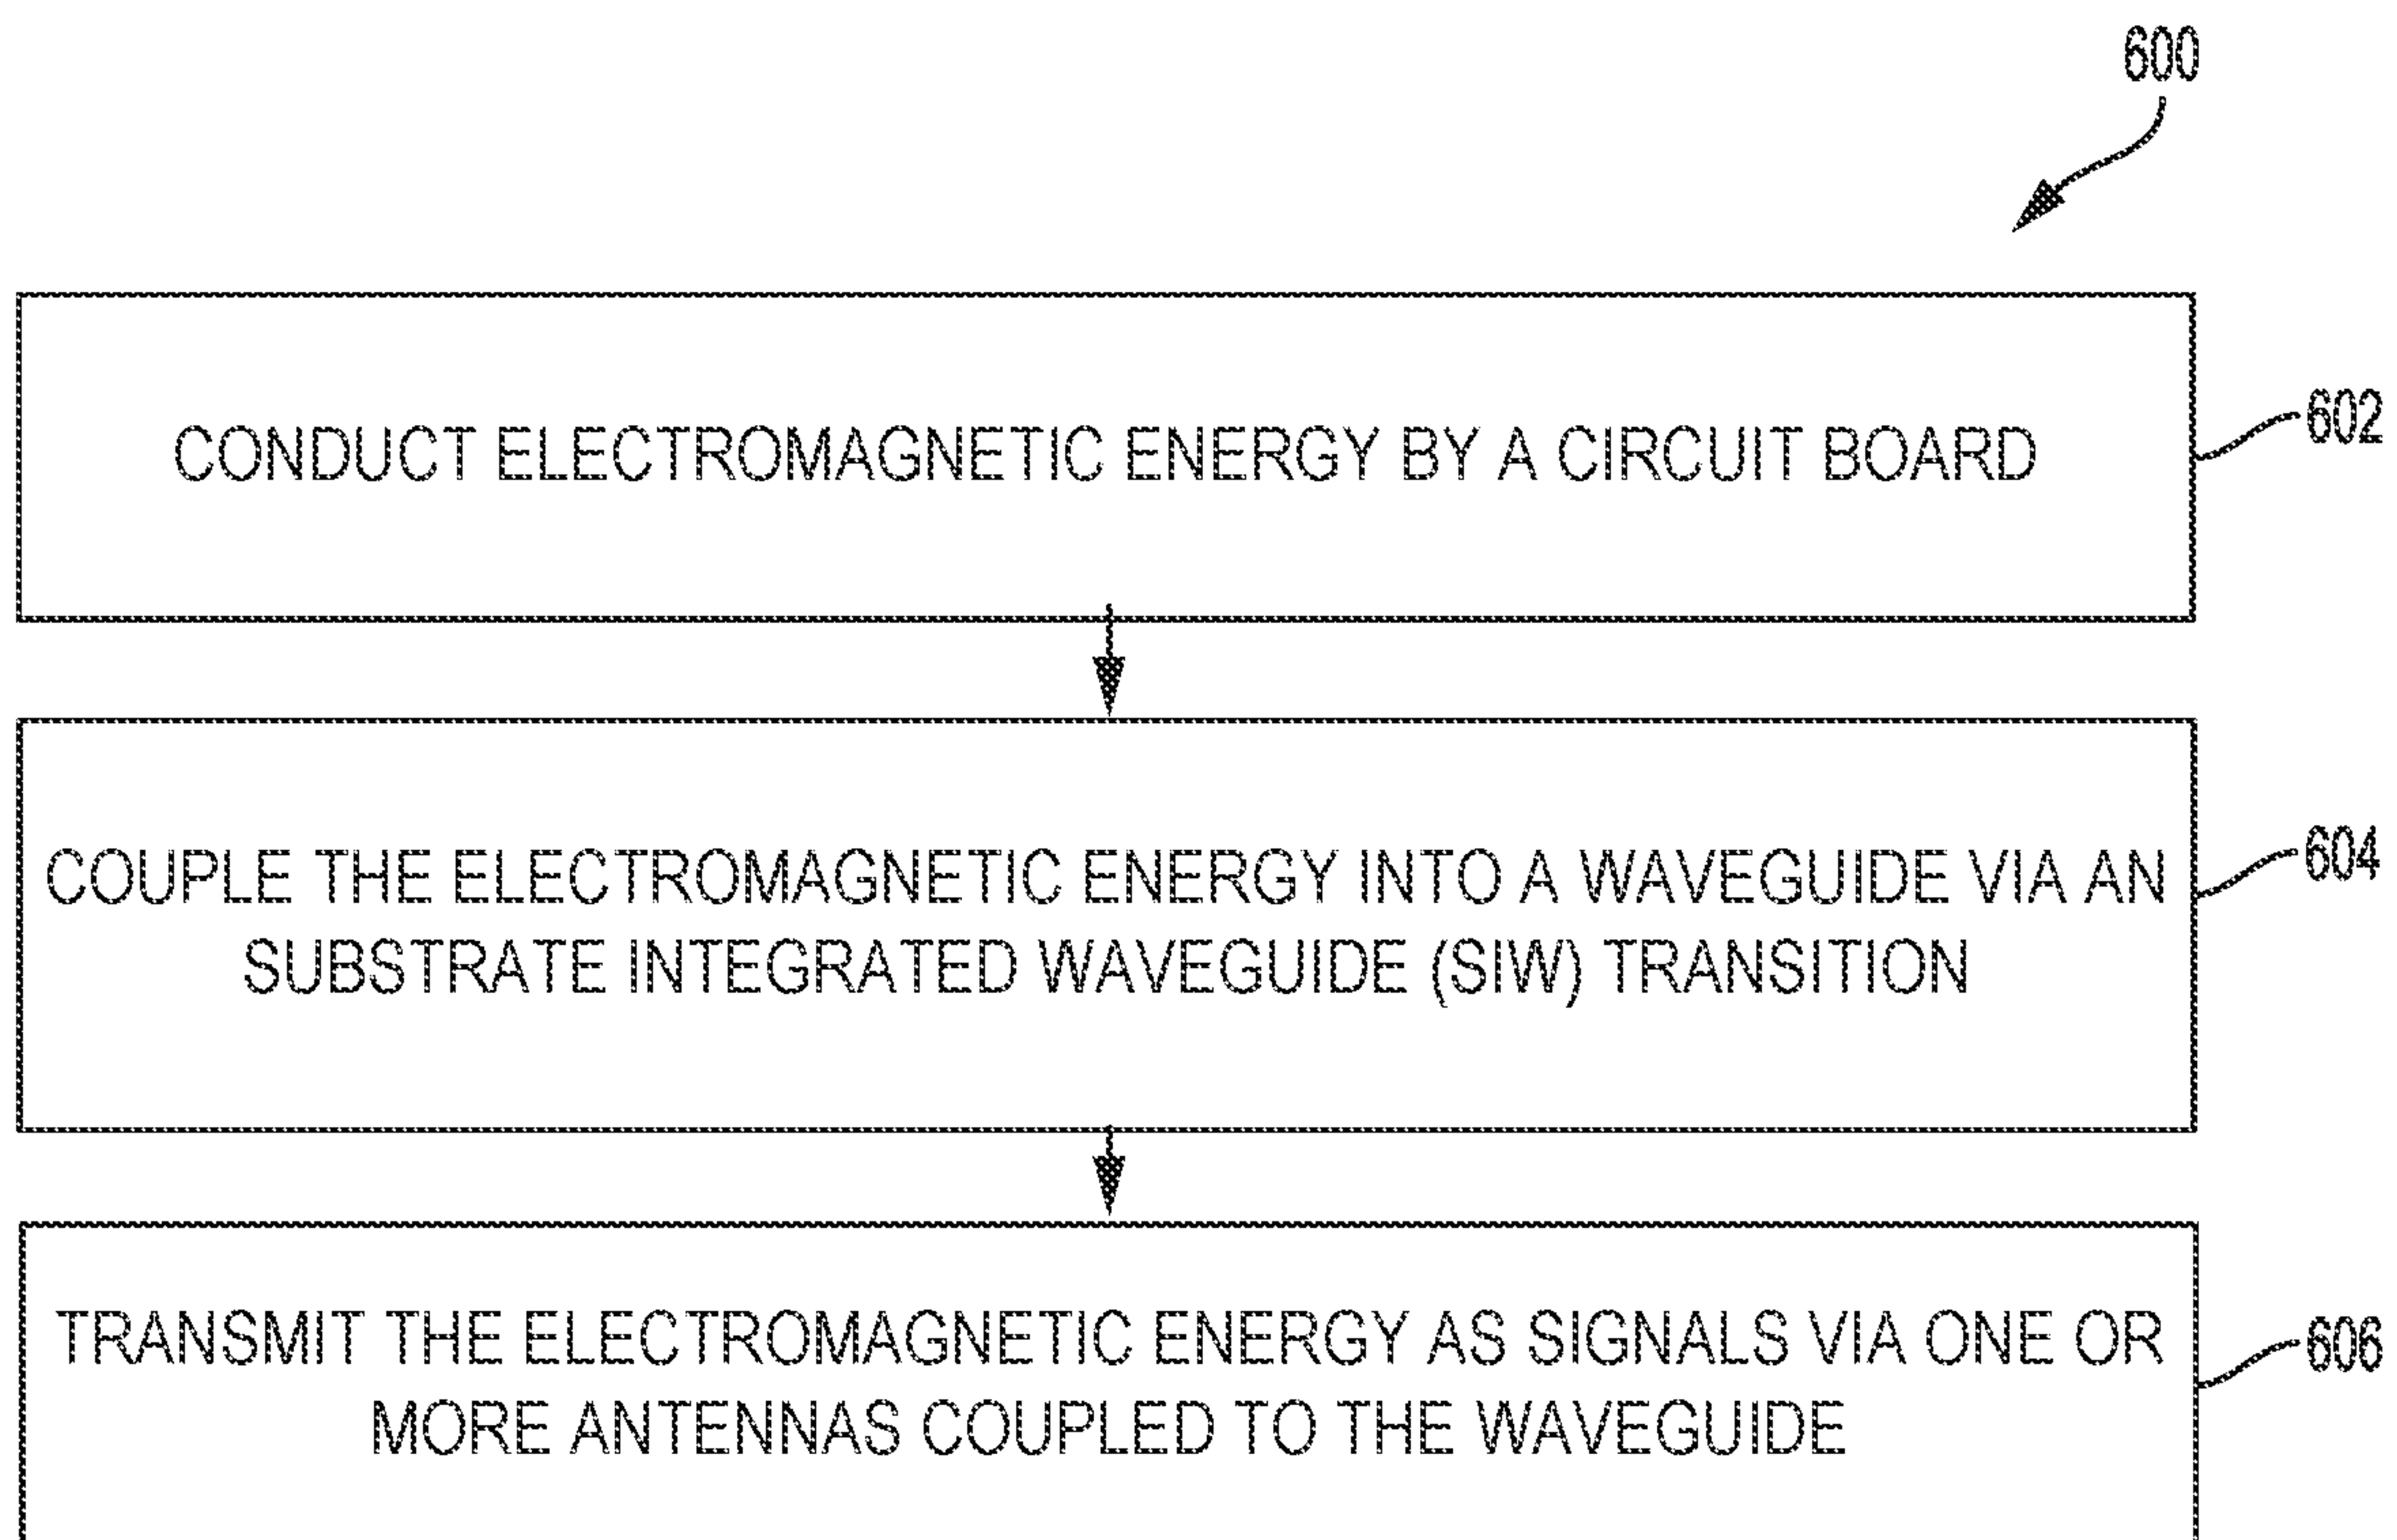 600
CONDUCT ELECTROMAGNETIC ENERGY BY A CIRCUIT BOARD
602
COUPLE THE ELECTROMAGNETIC ENERGY INTO A WAVEGUIDE VIA AN
SUBSTRATE INTEGRATED WAVEGUIDE (SIW) TRANSITION
604
TRANSMIT THE ELECTROMAGNETIC ENERGY AS SIGNALS VIA ONE OR
MORE ANTENNAS COUPLED TO THE WAVEGUIDE
606